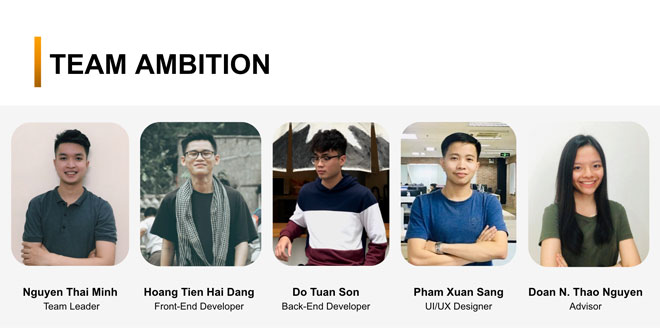 TEAM AMBITION
Nguyen Thai Minh
Team Leader
Hoang Tien Hai Dang
Front-End Developer
Do Tuan Son
Back-End Developer
Pham Xuan Sang
UI/UX Designer
Doan N. Thao Nguyen
Advisor